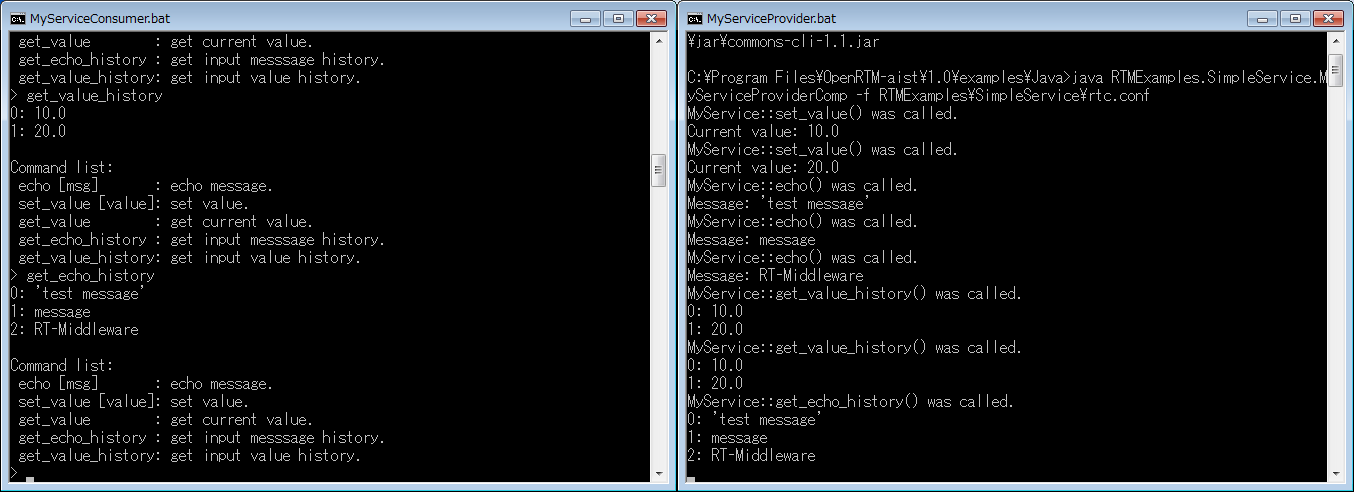 MyServiceConsumer.bat
 get_value        : get current value.
 get_echo_history : get input messsage history.
 get_value_history: get input value history.
> get_value_history
0: 10.0
1: 20.0

Command list:
 echo [msg]       : echo message.
 set_value [value]: set value.
 get_value        : get current value.
 get_echo_history : get input messsage history.
 get_value_history: get input value history.
> get_echo_history
0: 'test message'
1: message
2: RT-Middleware

Command list:
 echo [msg]       : echo message.
 set_value [value]: set value.
 get_value        : get current value.
 get_echo_history : get input messsage history.
 get_value_history: get input value history.
>
MyServiceProvider.bat
¥jar¥commons-cli-1.1.jar

C:¥Program Files¥OpenRTM-aist¥1.0¥examples¥Java>java RTMExamples.SimpleService.M
yServiceProviderComp -f RTMExamples¥SimpleService¥rtc.conf
MyService::set_value() was called.
Current value: 10.0
MyService::set_value() was called.
Current value: 20.0
MyService::echo() was called.
Message: 'test message'
MyService::echo() was called.
Message: message
MyService::echo() was called.
Message: RT-Middleware
MyService::get_value_history() was called.
0: 10.0
1: 20.0
MyService::get_value_history() was called.
0: 10.0
1: 20.0
MyService::get_echo_history() was called.
0: 'test message'
1: message
2: RT-Middleware